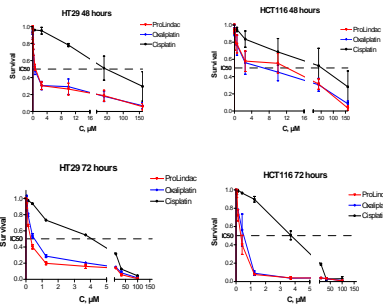 HT29 48 hours
ProLindac
Oxaliplatin
Cisplatin
Survival
1.0
0.8
0.6
IC50
0.4
0.2
0.0
0 4 8 12 16 50 100 150
C, µM
HCT116 48 hours
ProLindac
Oxaliplatin
Cisplatin
Survival
1.0
0.8
0.6
IC50
0.4
0.2
0.0
0 4 8 12 16 50 100 150
C, µM
HT29 72 hours
ProLindac
Oxaliplatin
Cisplatin
Survival
1.0
0.8
0.6
IC50
0.4
0.2
0.0
0 1 2 3 4 5 50 100 150
C, µM
HCT116 72 hours
ProLindac
Oxaliplatin
Cisplatin
Survival
1.0
0.8
0.6
IC50
0.4
0.2
0.0
0 1 2 3 4 5 50 100 150
C, µM